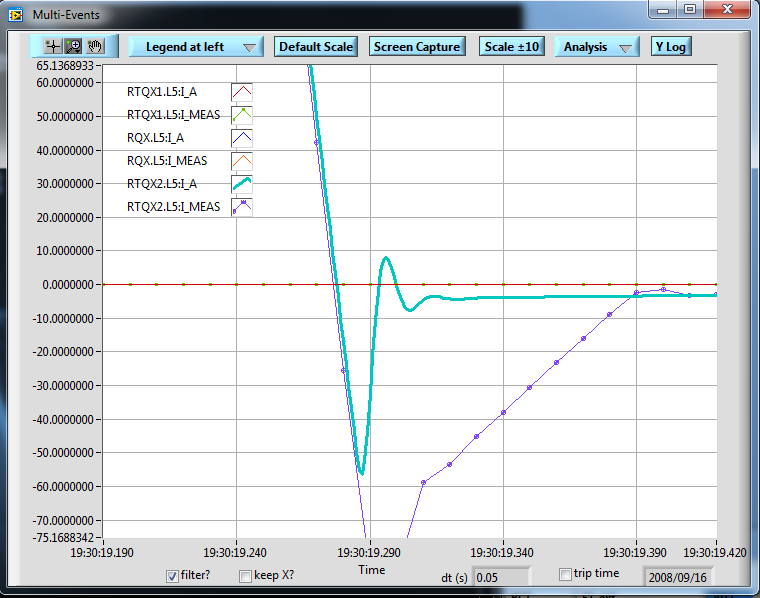 Multi-Events
Legend at left
Default Scale
Screen Capture
Scale ±10
Analysis
Y Log
65.1368933
60.0000000
50.0000000
40.0000000
30.0000000
20.0000000
10.0000000
0.0000000
-10.0000000
-20.0000000
-30.0000000
-40.0000000
-50.0000000
-60.0000000
-70.0000000
-75.1688342
RTQX1.L5:I_A
RTQX1.L5:I_MEAS
RQX.L5:I_A
RQX.L5:I_MEAS
RTQX2.L5:I_A
RTQX2.L5:I_MEAS
19:30:19.190
19:30:19.240
19:30:19.290
19:30:19.340
19:30:19.390
19:30:19.420
Time
filter?
keep X?
dt (s)
0.05
trip time
2008/09/16